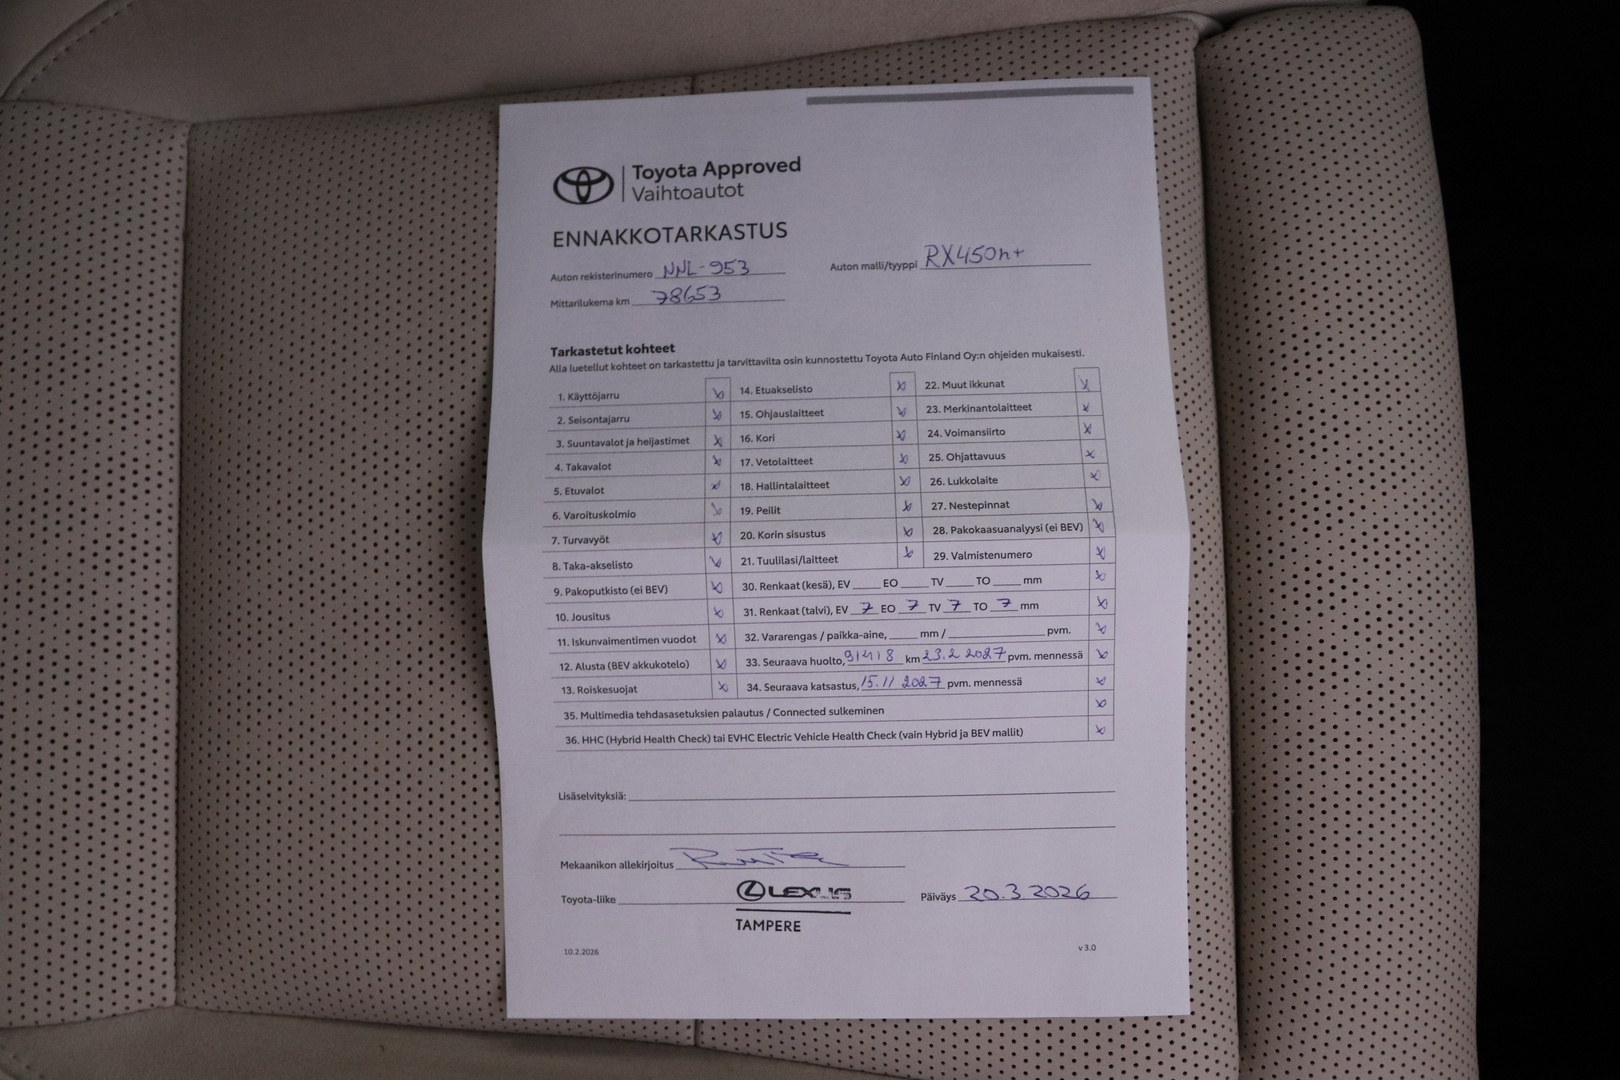 Toyota Approved
Vaihtoautot
ENNAKKOTARKASTUS
Auton rekisterinumero NNL-953 Auton malli/tyyppi RX450h+
Mittarilukema km 78653
Tarkastetut kohteet
Alla luetellut kohteet on tarkastettu ja tarvittavilta osin kunnostettu Toyota Auto Finland Oy:n ohjeiden mukaisesti.
1. Käyttöjarru x 14. Etuakselisto x 22. Muut ikkunat x
2. Seisontajarru x 15. Ohjauslaitteet x 23. Merkinantolaitteet x
3. Suuntavalot ja heijastimet x 16. Kori x 24. Voimansiirto x
4. Takavalot x 17. Vetolaitteet x 25. Ohjattavuus x
5. Etuvalot x 18. Hallintalaitteet x 26. Lukkolaite x
6. Varoituskolmio x 19. Peilit x 27. Nestepinnat x
7. Turvavyöt x 20. Korin sisustus x 28. Pakokaasuanalyysi (ei BEV) x
8. Taka-akselisto x 21. Tuulilasi/laitteet x 29. Valmistenumero x
9. Pakoputkisto (ei BEV) x 30. Renkaat (kesä), EV ____ EO ____ TV ____ TO ____ mm x
10. Jousitus x 31. Renkaat (talvi), EV 7 EO 7 TV 7 TO 7 mm x
11. Iskunvaimentimen vuodot x 32. Vararengas / paikka-aine, ____ mm / ____ pvm. x
12. Alusta (BEV akkukotelo) x 33. Seuraava huolto, 91418 km 23.2 2027 pvm. mennessä x
13. Roiskesuojat x 34. Seuraava katsastus, 15.11 2027 pvm. mennessä x
35. Multimedia tehdasasetuksien palautus / Connected sulkeminen x
36. HHC (Hybrid Health Check) tai EVHC Electric Vehicle Health Check (vain Hybrid ja BEV mallit) x
Lisäselvityksiä:
Mekaanikon allekirjoitus
Toyota-liike LEXUS Päiväys 20.3.2026
TAMPERE
10.2.2026 v 3.0